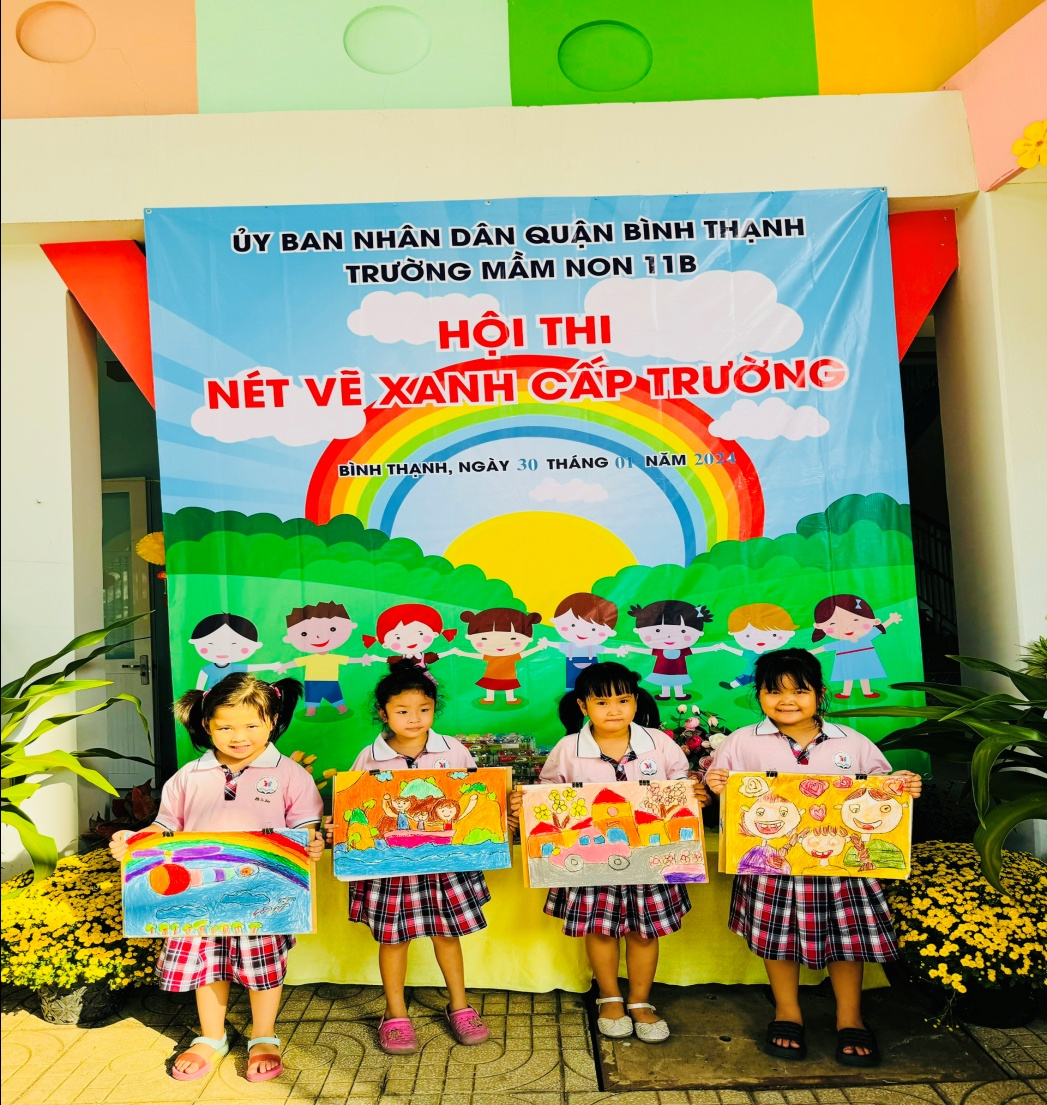 ỦY BAN NHÂN DÂN QUẬN BÌNH THẠNH
TRƯỜNG MẦM NON 11B
HỘI THI
NÉT VẼ XANH CẤP TRƯỜNG
BÌNH THẠNH, NGÀY 30 THÁNG 01 NĂM 2024